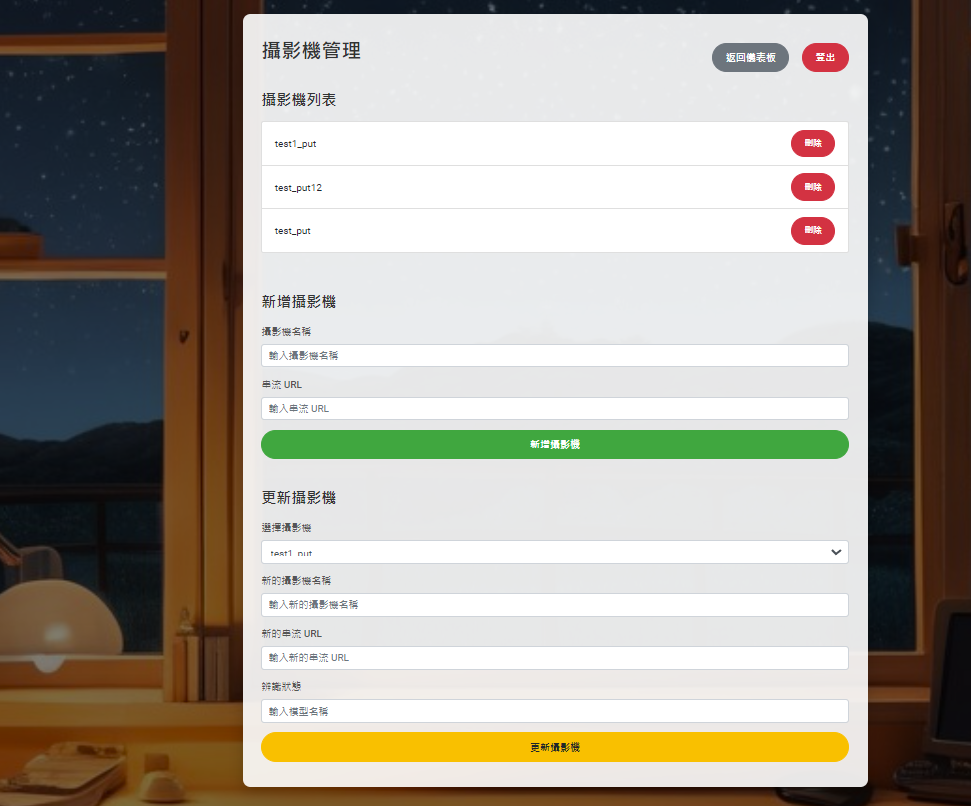 攝影機管理
返回儀表板
登出
攝影機列表
test1_put
刪除
test_put12
刪除
test_put
刪除
新增攝影機
攝影機名稱
輸入攝影機名稱
串流 URL
輸入串流 URL
新增攝影機
更新攝影機
選擇攝影機
test1_put
新的攝影機名稱
輸入新的攝影機名稱
新的串流 URL
輸入新的串流 URL
辨識狀態
輸入模型名稱
更新攝影機